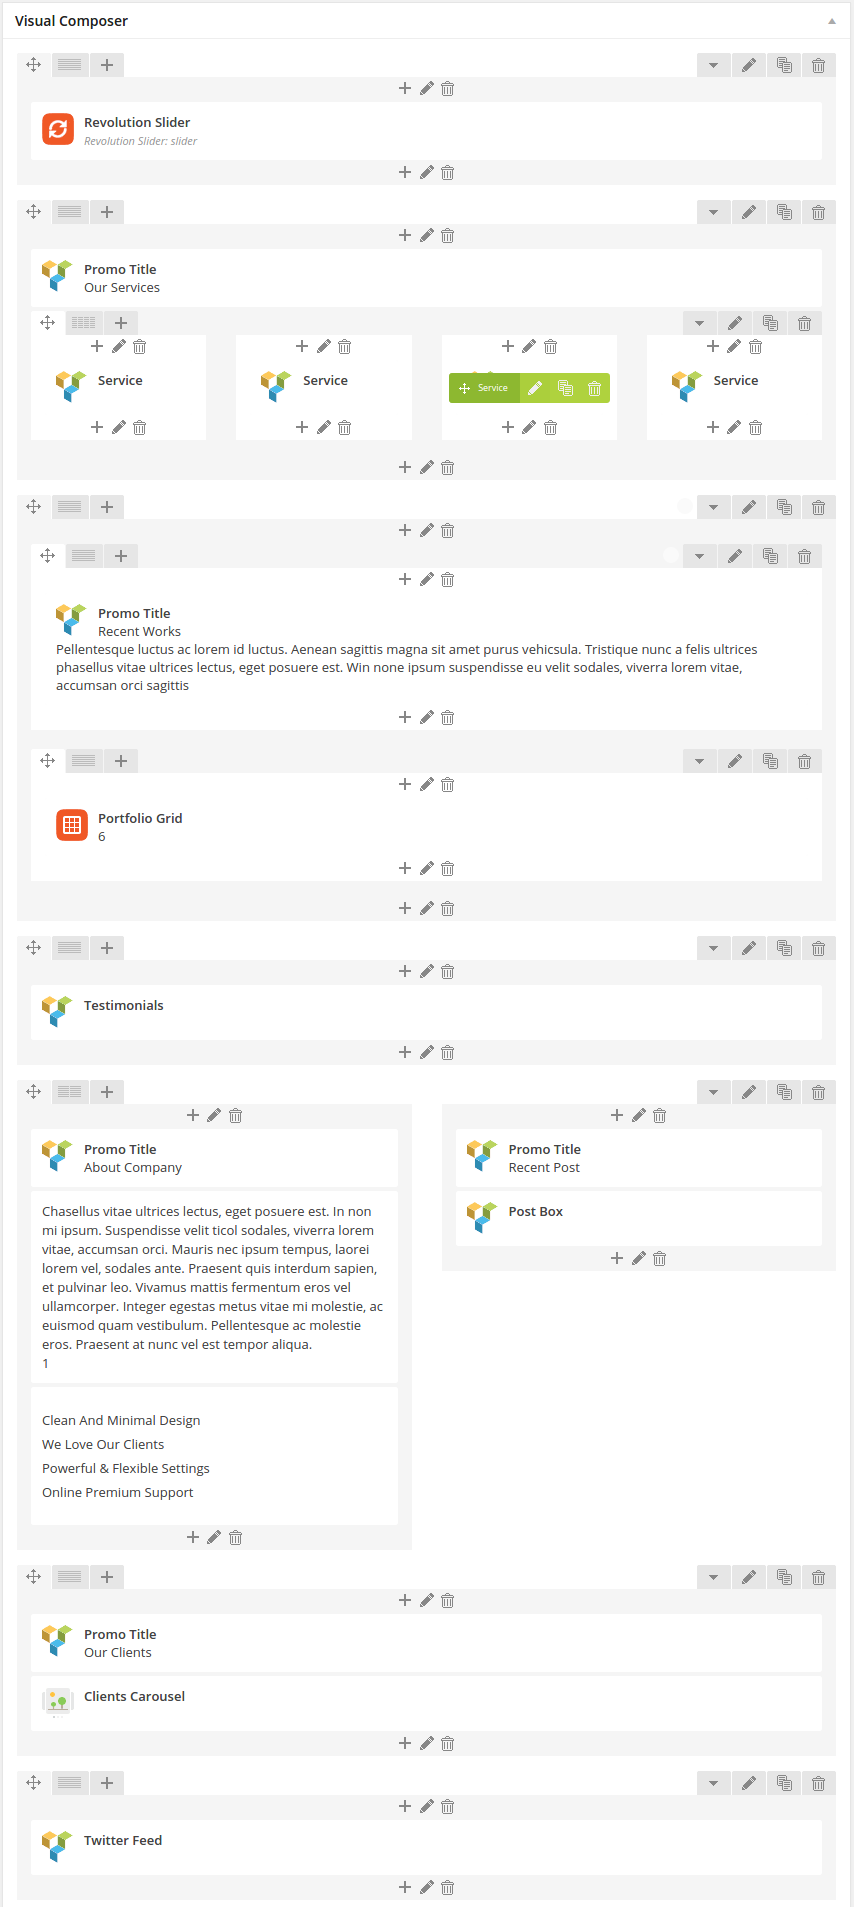 Visual Composer
Revolution Slider
Revolution Slider: slider
Promo Title
Our Services
Service
Service
Service
Service
Promo Title
Recent Works
Pellentesque luctus ac lorem id luctus. Aenean sagittis magna sit amet purus vehicsula. Tristique nunc a felis ultrices
phasellus vitae ultrices lectus, eget posuere est. Win none ipsum suspendisse eu velit sodales, viverra lorem vitae,
accumsan orci sagittis
Portfolio Grid
6
Testimonials
Promo Title
About Company
Chasellus vitae ultrices lectus, eget posuere est. In non
mi ipsum. Suspendisse velit ticol sodales, viverra lorem
vitae, accumsan orci. Mauris nec ipsum tempus, laorei
lorem vel, sodales ante. Praesent quis interdum sapien,
et pulvinar leo. Vivamus mattis fermentum eros vel
ullamcorper. Integer egestas metus vitae mi molestie, ac
euismod quam vestibulum. Pellentesque ac molestie
eros. Praesent at nunc vel est tempor aliqua.
1
Clean And Minimal Design
We Love Our Clients
Powerful & Flexible Settings
Online Premium Support
Promo Title
Recent Post
Post Box
Promo Title
Our Clients
Clients Carousel
Twitter Feed